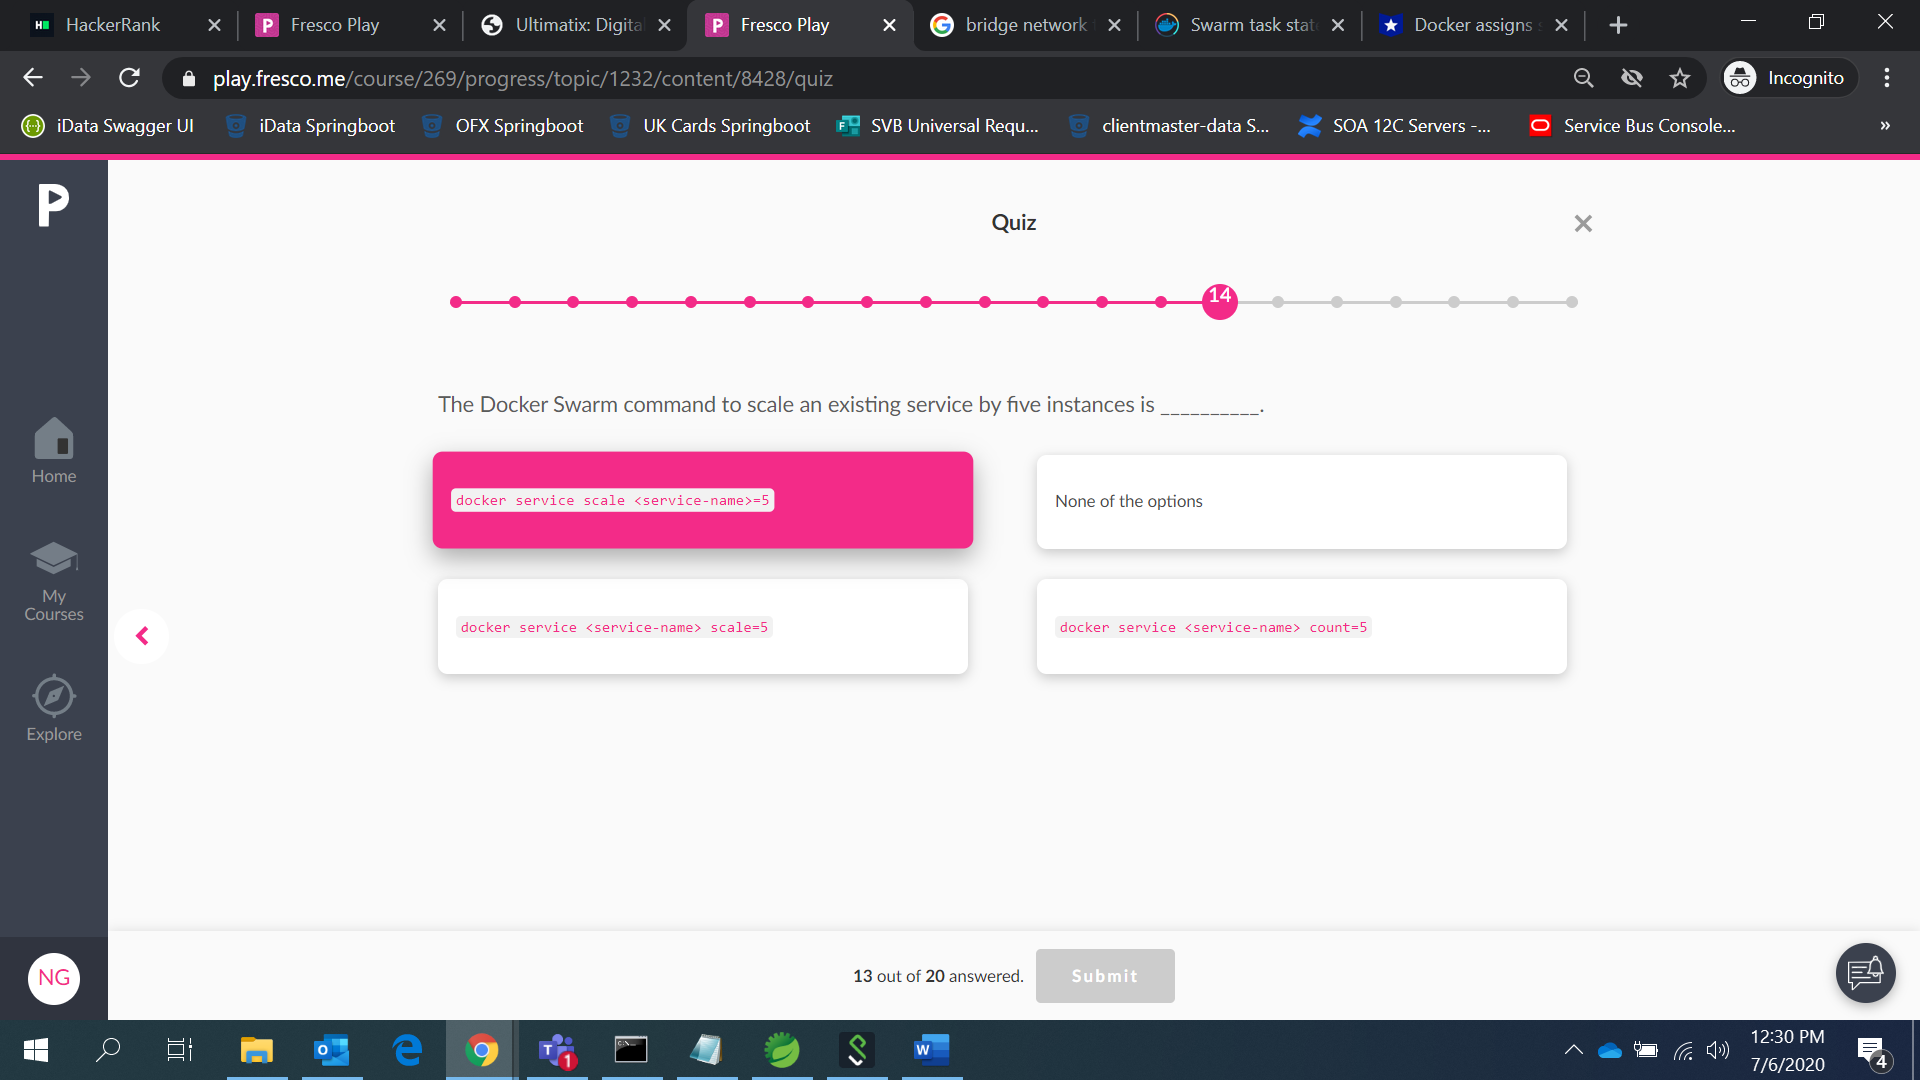 HackerRank
Fresco Play
Ultimatix: Digita
Fresco Play
bridge network
Swarm task stat
Docker assigns
play.fresco.me/course/269/progress/topic/1232/content/8428/quiz
Incognito
iData Swagger UI
iData Springboot
OFX Springboot
UK Cards Springboot
SVB Universal Requ...
clientmaster-data S...
SOA 12C Servers -...
Service Bus Console...
»
P
Quiz
14
The Docker Swarm command to scale an existing service by five instances is __________.
docker service scale <service-name>=5
None of the options
docker service <service-name> scale=5
docker service <service-name> count=5
Home
My
Courses
Explore
NG
13 out of 20 answered.
Submit
12:30 PM
7/6/2020
1
4